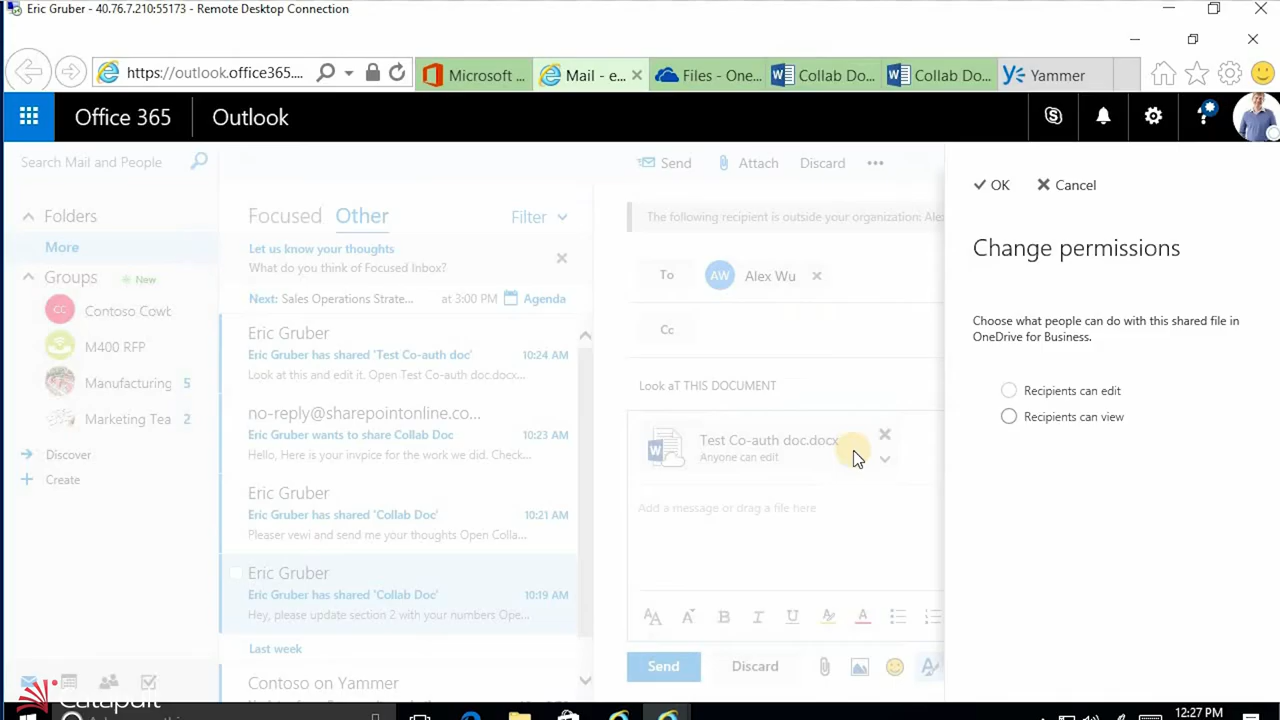 Eric Gruber - 40.76.7.210:55173 - Remote Desktop Connection
https://outlook.office365....
Microsoft ...
Mail - e...
Files - One...
Collab Do...
Collab Do...
Yammer
Office 365
Outlook
Search Mail and People
Send
Attach
Discard
OK
Cancel
Folders
More
Groups
New
CC
Contoso Cowb
M400 RFP
Manufacturing
5
Marketing Tea
2
Discover
Create
Focused
Other
Filter
Let us know your thoughts
What do you think of Focused Inbox?
Next: Sales Operations Strate...
at 3:00 PM
Agenda
Eric Gruber
Eric Gruber has shared 'Test Co-auth doc'
10:24 AM
Look at this and edit it. Open Test Co-auth doc.docx...
no-reply@sharepointonline.co...
Eric Gruber wants to share Collab Doc
10:23 AM
Hello, Here is your invpice for the work we did. Check...
Eric Gruber
Eric Gruber has shared 'Collab Doc'
10:21 AM
Pleaser vewi and send me your thoughts Open Colla...
Eric Gruber
Eric Gruber has shared 'Collab Doc'
10:19 AM
Hey, please update section 2 with your numbers Ope...
Last week
Contoso on Yammer
The following recipient is outside your organization: Ale
To
AW
Alex Wu
Cc
Look aT THIS DOCUMENT
Test Co-auth doc.docx
Anyone can edit
Add a message or drag a file here
Send
Discard
Change permissions
Choose what people can do with this shared file in
OneDrive for Business.
Recipients can edit
Recipients can view
Catapult
12:27 PM